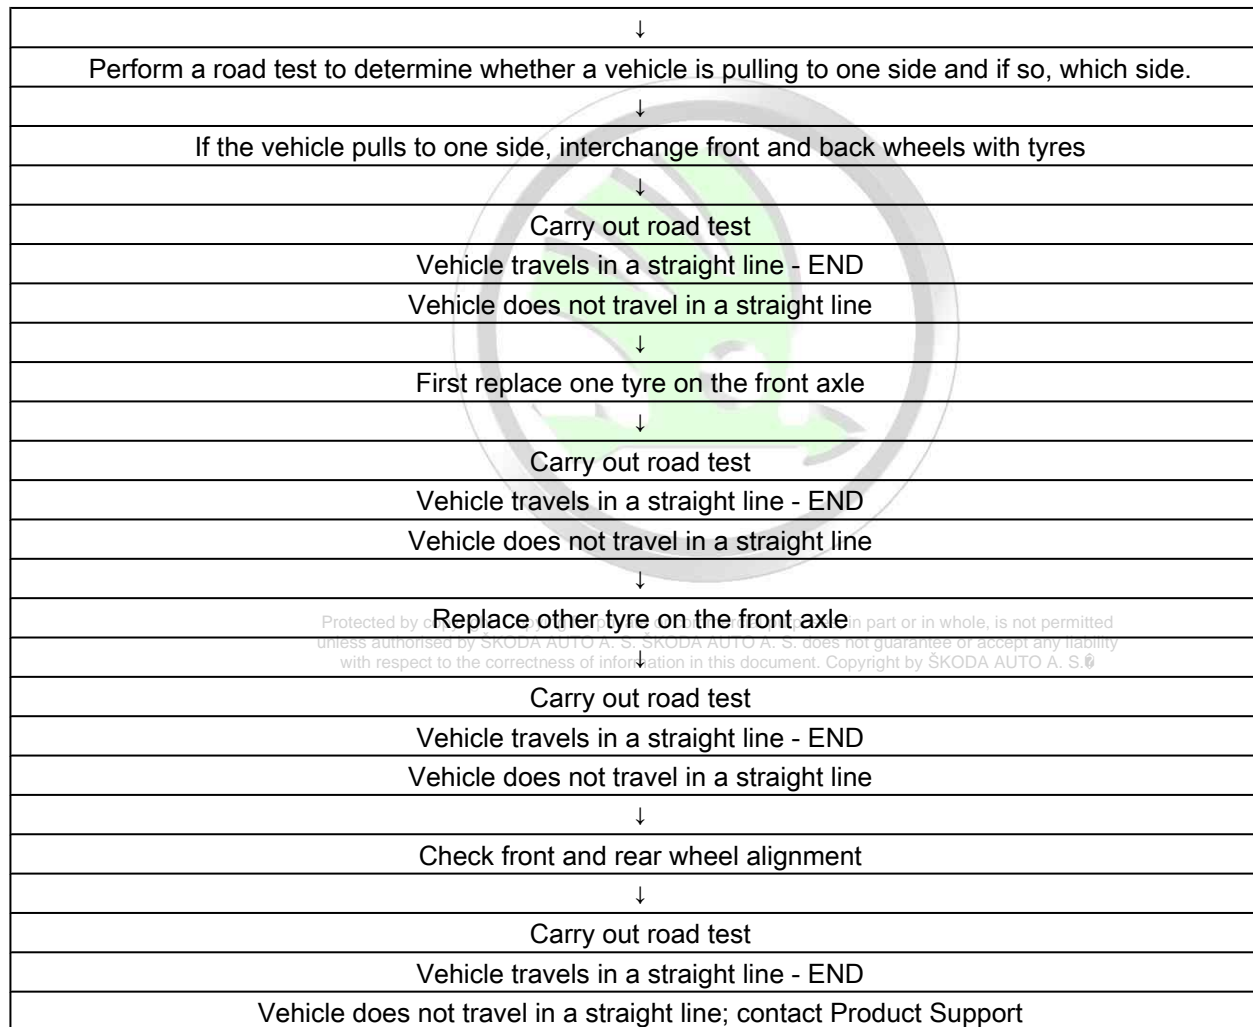 ↓
Perform a road test to determine whether a vehicle is pulling to one side and if so, which side.
↓
If the vehicle pulls to one side, interchange front and back wheels with tyres
↓
Carry out road test
Vehicle travels in a straight line - END
Vehicle does not travel in a straight line
↓
First replace one tyre on the front axle
↓
Carry out road test
Vehicle travels in a straight line - END
Vehicle does not travel in a straight line
↓
Replace other tyre on the front axle
Protected by in part or in whole, is not permitted
unless authorised by ŠKODA AUTO A. S. ŠKODA AUTO A. S. does not guarantee or accept any liability
↓
with respect to the correctness of information in this document. Copyright by ŠKODA AUTO A. S.
Carry out road test
Vehicle travels in a straight line - END
Vehicle does not travel in a straight line
↓
Check front and rear wheel alignment
↓
Carry out road test
Vehicle travels in a straight line - END
Vehicle does not travel in a straight line; contact Product Support